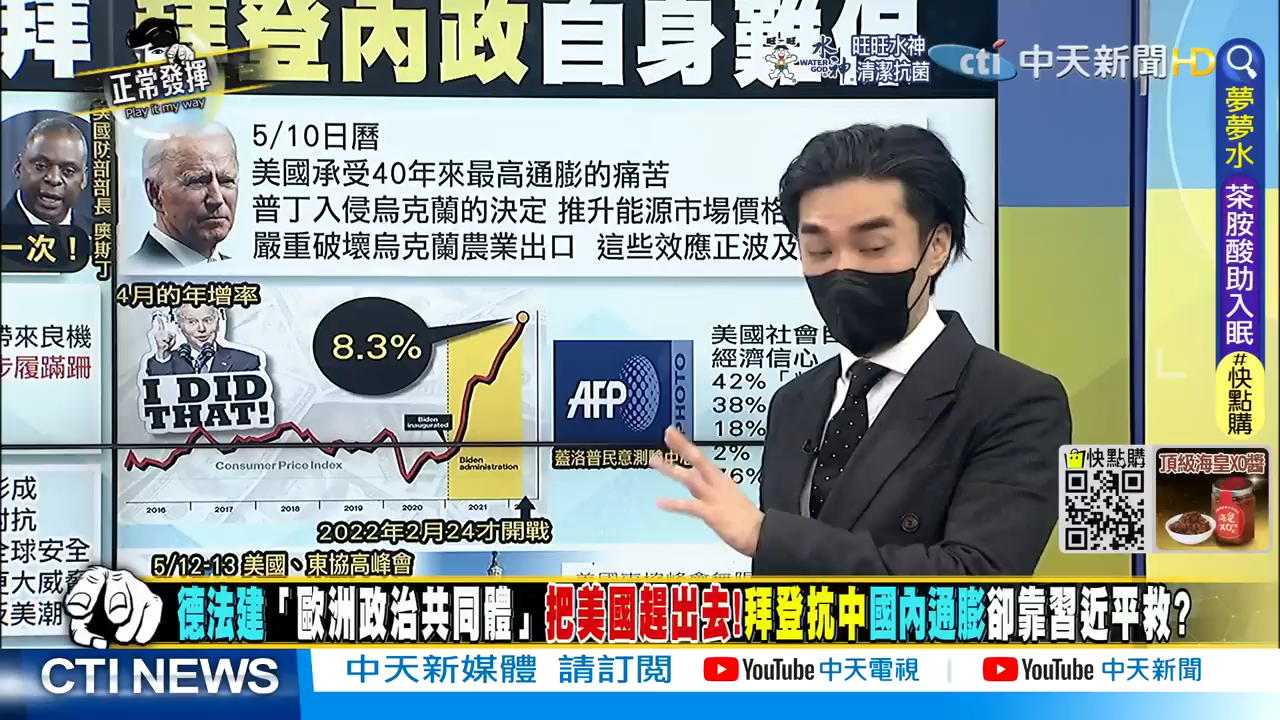 拜 拜登內政自身難保
正常發揮
Play it my way
旺旺
水神
WATER GOD
旺旺水神
清潔抗菌
cti 中天新聞HD
夢夢水 茶胺酸助入眠
#快點購
美國防部部長 奧斯丁
一次！
5/10日曆
美國承受40年來最高通膨的痛苦
普丁入侵烏克蘭的決定 推升能源市場價格
嚴重破壞烏克蘭農業出口 這些效應正波及
帶來良機
步履蹣跚
4月的年增率
8.3%
I DID
THAT!
Biden
inaugurated
Consumer Price Index
Biden
administration
2016 2017 2018 2019 2020 2021
2022年2月24才開戰
AFP
PHOTO
蓋洛普民意測驗中心
美國社會
經濟信心
42%
38%
18%
2%
形成
對抗
全球安全
更大威脅
反美潮
5/12-13 美國、東協高峰會
快點購
頂級海皇XO醬
德法建「歐洲政治共同體」把美國趕出去!拜登抗中國內通膨卻靠習近平救?
CTI NEWS
中天新媒體 請訂閱 YouTube 中天電視 | YouTube 中天新聞